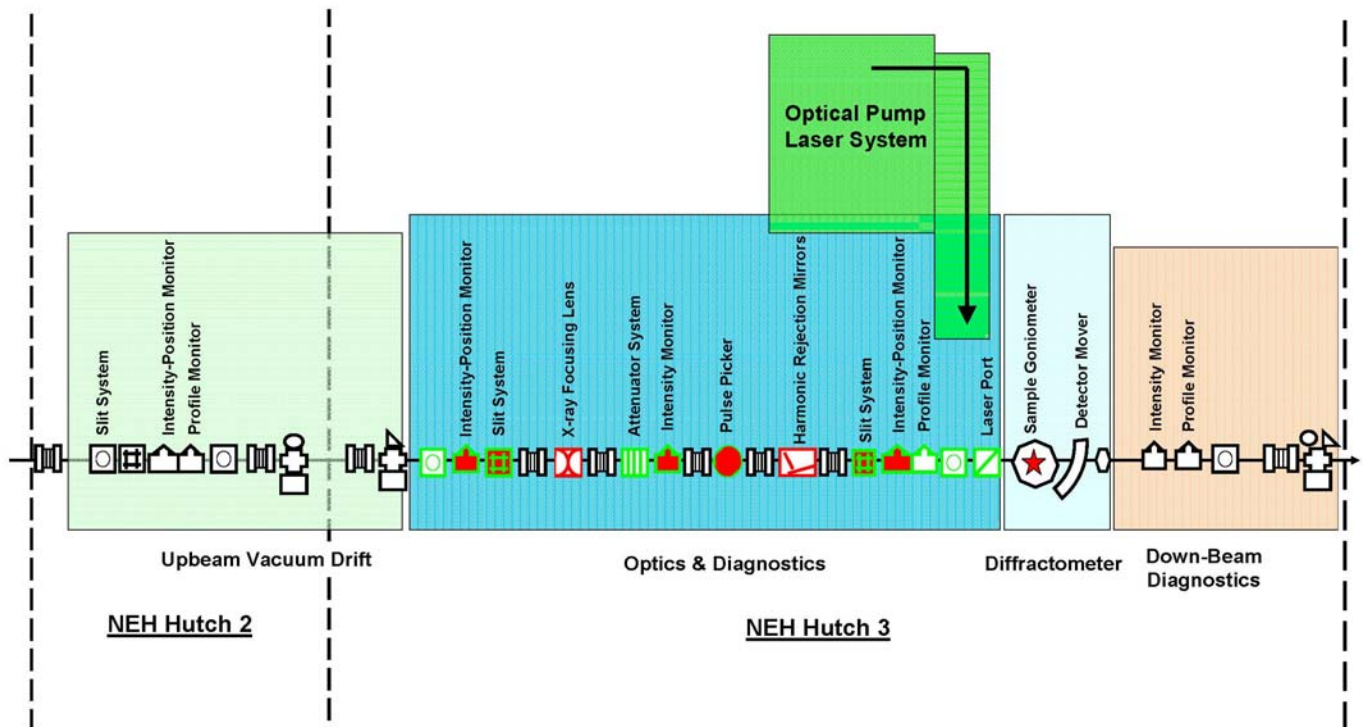 Optical Pump
Laser System
Slit System
Intensity-Position Monitor
Profile Monitor
Intensity-Position Monitor
Slit System
X-ray Focusing Lens
Attenuator System
Intensity Monitor
Pulse Picker
Harmonic Rejection Mirrors
Slit System
Intensity-Position Monitor
Profile Monitor
Laser Port
Sample Goniometer
Detector Mover
Intensity Monitor
Profile Monitor
Upbeam Vacuum Drift
Optics & Diagnostics
Diffractometer
Down-Beam
Diagnostics
NEH Hutch 2
NEH Hutch 3